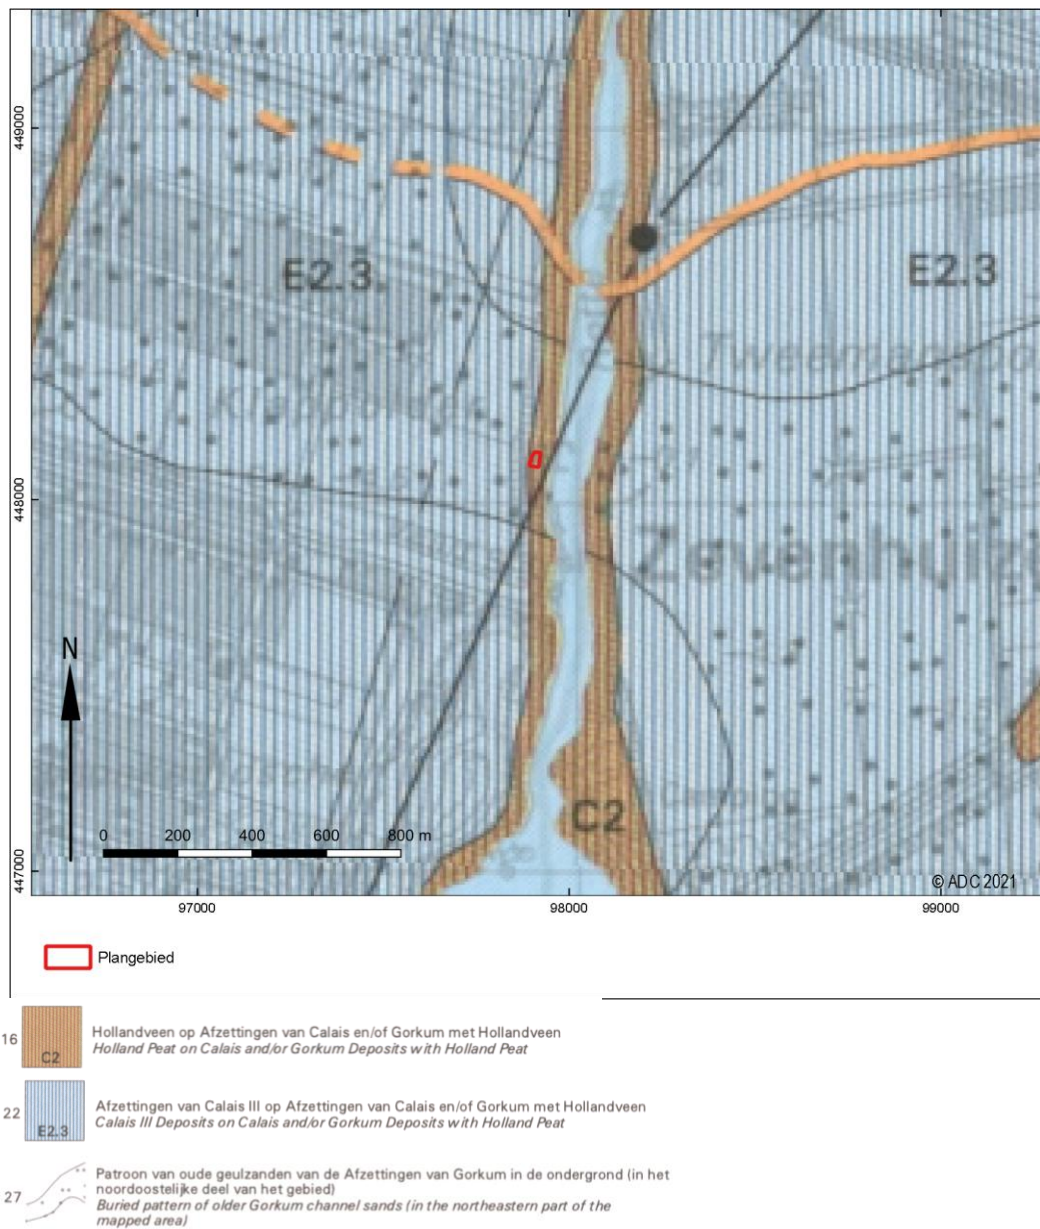 449000
448000
447000
E2.3
E2.3
C2
N
0 200 400 600 800 m
© ADC 2021
97000 98000 99000
Plangebied
16
C2
Hollandveen op Afzettingen van Calais en/of Gorkum met Hollandveen
Holland Peat on Calais and/or Gorkum Deposits with Holland Peat
22
E2.3
Afzettingen van Calais III op Afzettingen van Calais en/of Gorkum met Hollandveen
Calais III Deposits on Calais and/or Gorkum Deposits with Holland Peat
27
Patroon van oude geulzanden van de Afzettingen van Gorkum in de ondergrond (in het
noordoostelijke deel van het gebied)
Buried pattern of older Gorkum channel sands (in the northeastern part of the
mapped area)